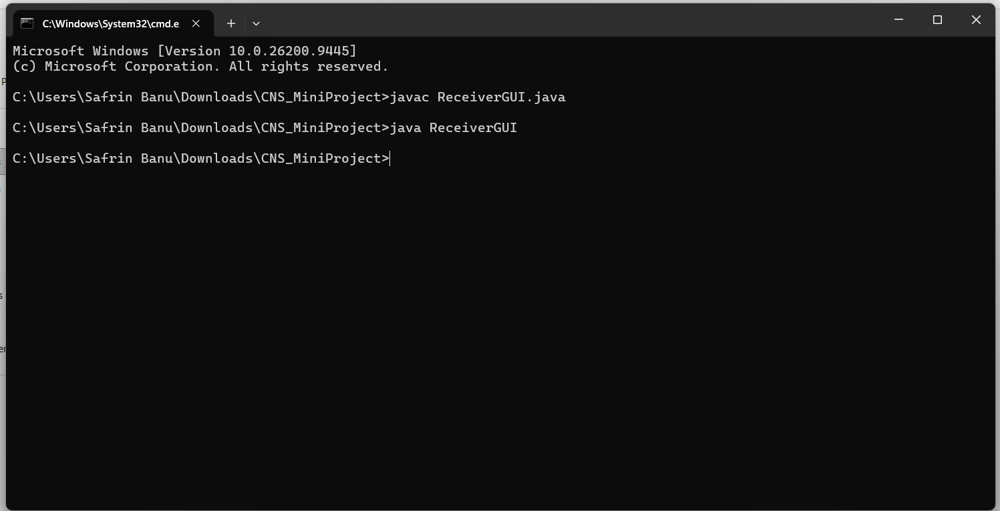 C:\Windows\System32\cmd.e
Microsoft Windows [Version 10.0.26200.9445]
(c) Microsoft Corporation. All rights reserved.
C:\Users\Safrin Banu\Downloads\CNS_MiniProject>javac ReceiverGUI.java
C:\Users\Safrin Banu\Downloads\CNS_MiniProject>java ReceiverGUI
C:\Users\Safrin Banu\Downloads\CNS_MiniProject>